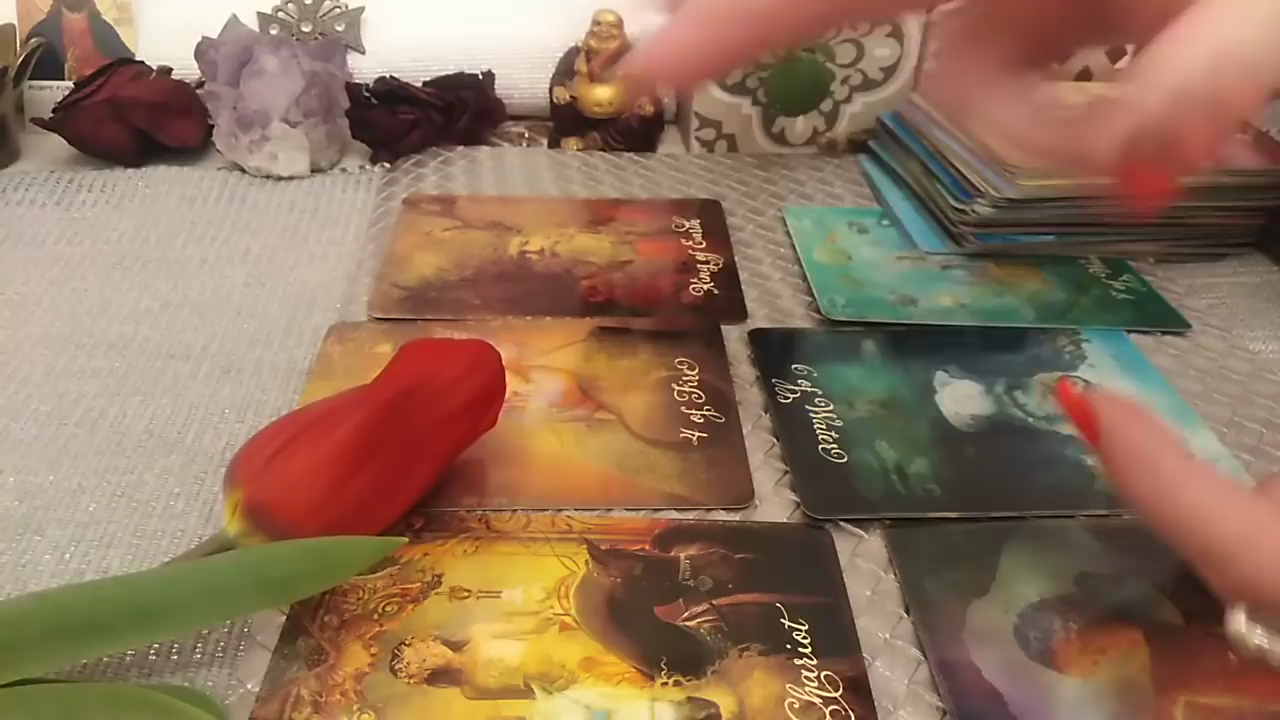 King of Earth
4 of Fire
6 of Water
Chariot